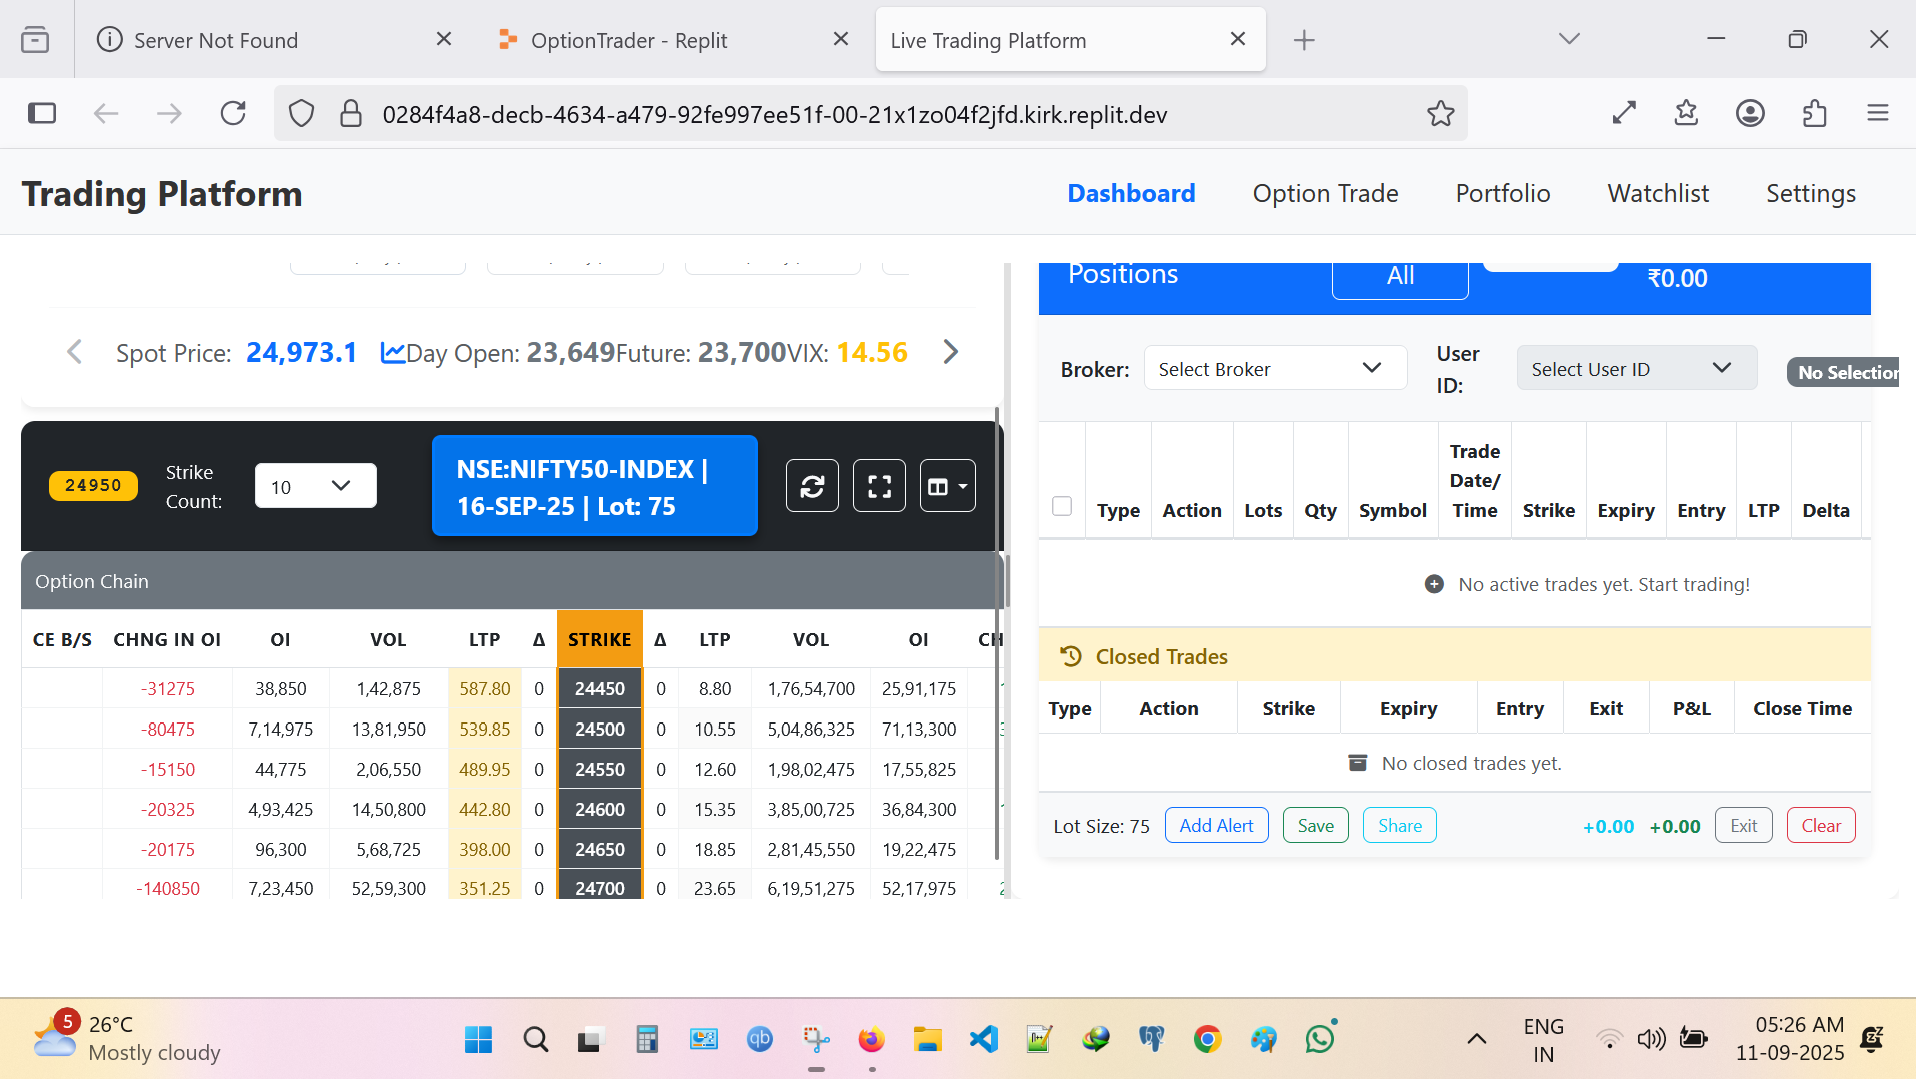 Server Not Found
OptionTrader - Replit
Live Trading Platform
0284f4a8-decb-4634-a479-92fe997ee51f-00-21x1zo04f2jfd.kirk.replit.dev
Trading Platform
Dashboard
Option Trade
Portfolio
Watchlist
Settings
Spot Price: 24,973.1 Day Open: 23,649 Future: 23,700 VIX: 14.56
24950
Strike
Count:
10
NSE:NIFTY50-INDEX |
16-SEP-25 | Lot: 75
Option Chain
CE B/S CHNG IN OI OI VOL LTP Δ STRIKE Δ LTP VOL OI CH
-31275 38,850 1,42,875 587.80 0 24450 0 8.80 1,76,54,700 25,91,175
-80475 7,14,975 13,81,950 539.85 0 24500 0 10.55 5,04,86,325 71,13,300
-15150 44,775 2,06,550 489.95 0 24550 0 12.60 1,98,02,475 17,55,825
-20325 4,93,425 14,50,800 442.80 0 24600 0 15.35 3,85,00,725 36,84,300
-20175 96,300 5,68,725 398.00 0 24650 0 18.85 2,81,45,550 19,22,475
-140850 7,23,450 52,59,300 351.25 0 24700 0 23.65 6,19,51,275 52,17,975
Positions
All
₹0.00
Broker:
Select Broker
User
ID:
Select User ID
No Selection
Type Action Lots Qty Symbol Trade Date/ Time Strike Expiry Entry LTP Delta
No active trades yet. Start trading!
Closed Trades
Type Action Strike Expiry Entry Exit P&L Close Time
No closed trades yet.
Lot Size: 75 Add Alert Save Share +0.00 +0.00 Exit Clear
5
26°C
Mostly cloudy
qb
ENG
IN
05:26 AM
11-09-2025